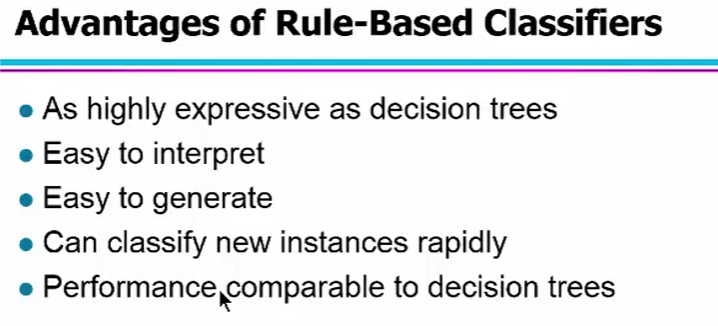 Advantages of Rule-Based Classifiers
● As highly expressive as decision trees
● Easy to interpret
● Easy to generate
● Can classify new instances rapidly
● Performance comparable to decision trees